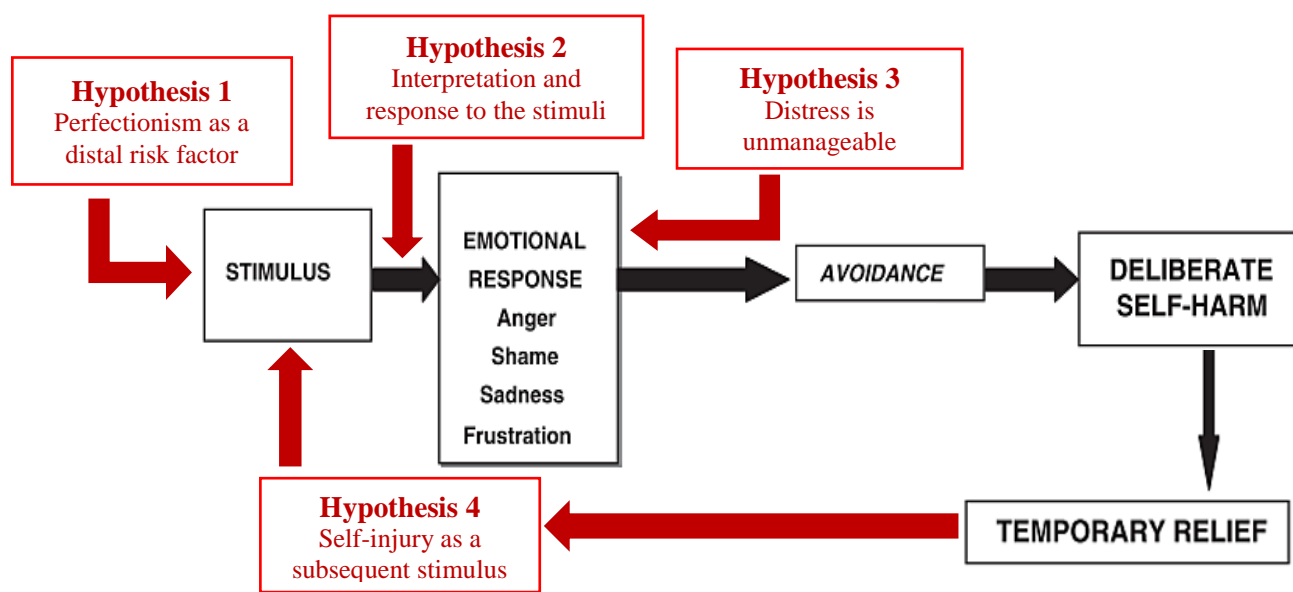 Hypothesis 1
Perfectionism as a
distal risk factor
Hypothesis 2
Interpretation and
response to the stimuli
Hypothesis 3
Distress is
unmanageable
STIMULUS
EMOTIONAL
RESPONSE
Anger
Shame
Sadness
Frustration
AVOIDANCE
DELIBERATE
SELF-HARM
Hypothesis 4
Self-injury as a
subsequent stimulus
TEMPORARY RELIEF